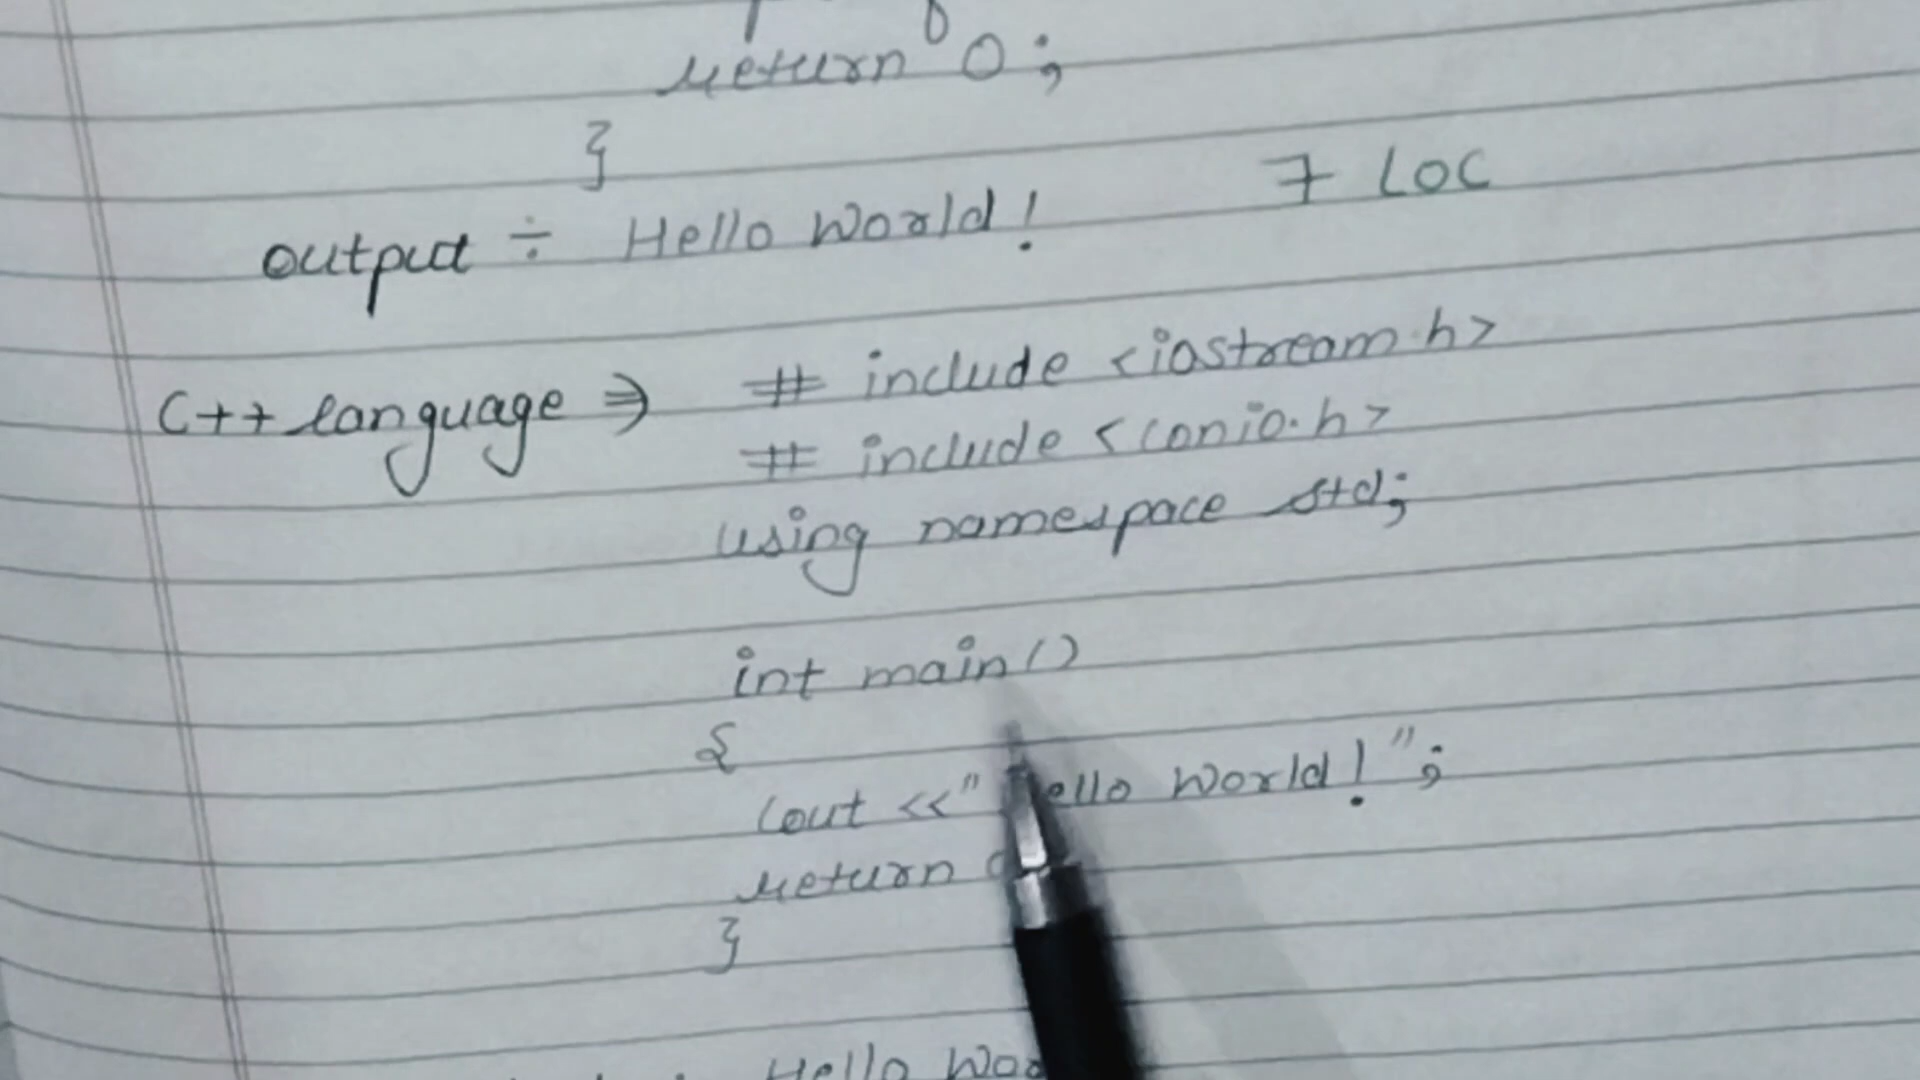 return 0;
}
7 LOC
output ÷ Hello World!
C++ language ⇒ # include <iostream.h>
# include <conio.h>
using namespace std;
int main()
{
cout <<" ello World!";
return
}
Hello